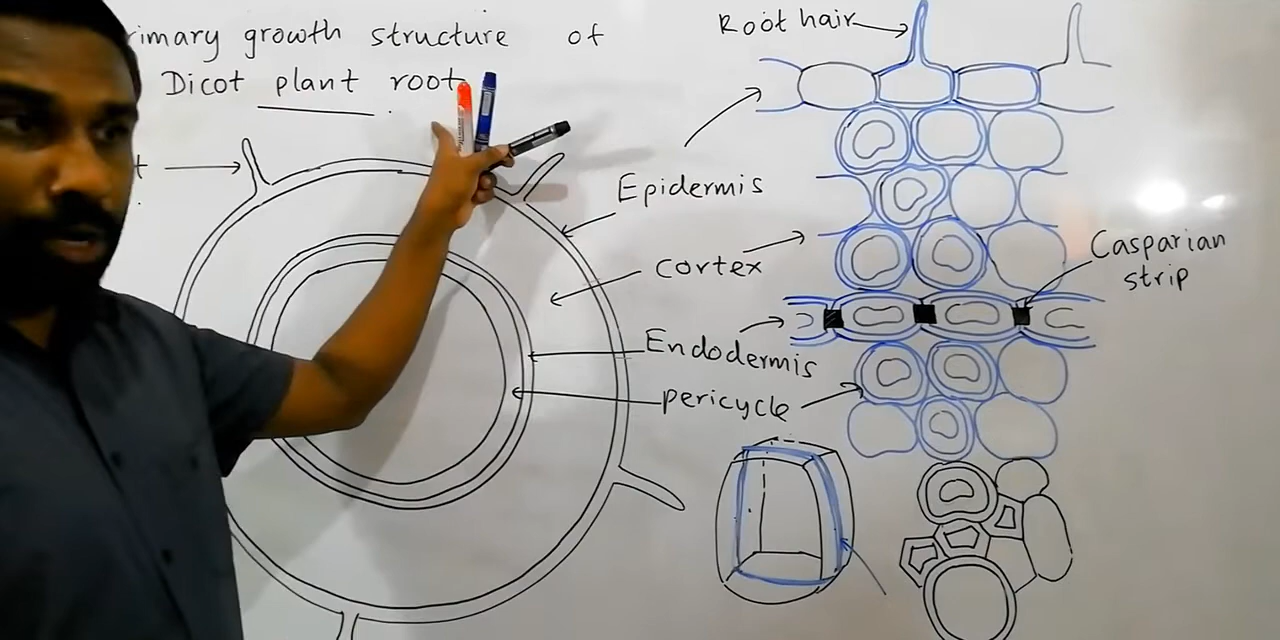 rimary growth structure of
Dicot plant root
Root hair
Epidermis
Cortex
Casparian
strip
Endodermis
pericycle